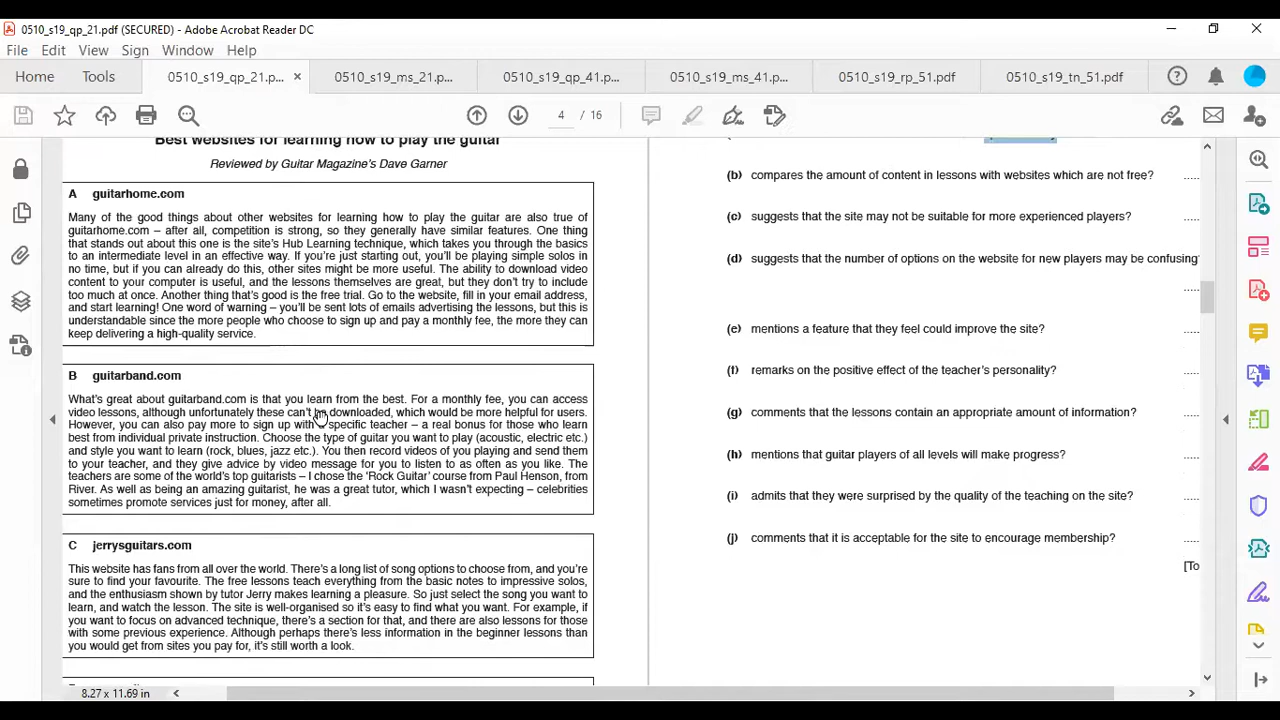 0510_s19_qp_21.pdf (SECURED) - Adobe Acrobat Reader DC
File Edit View Sign Window Help
Home Tools 0510_s19_qp_21.p... × 0510_s19_ms_21.p... 0510_s19_qp_41.p... 0510_s19_ms_41.p... 0510_s19_rp_51.pdf 0510_s19_tn_51.pdf
4 / 16
Best websites for learning how to play the guitar
Reviewed by Guitar Magazine's Dave Garner
A guitarhome.com
Many of the good things about other websites for learning how to play the guitar are also true of
guitarhome.com – after all, competition is strong, so they generally have similar features. One thing
that stands out about this one is the site's Hub Learning technique, which takes you through the basics
to an intermediate level in an effective way. If you're just starting out, you'll be playing simple solos in
no time, but if you can already do this, other sites might be more useful. The ability to download video
content to your computer is useful, and the lessons themselves are great, but they don't try to include
too much at once. Another thing that's good is the free trial. Go to the website, fill in your email address,
and start learning! One word of warning – you'll be sent lots of emails advertising the lessons, but this is
understandable since the more people who choose to sign up and pay a monthly fee, the more they can
keep delivering a high-quality service.
B guitarband.com
What's great about guitarband.com is that you learn from the best. For a monthly fee, you can access
video lessons, although unfortunately these can't be downloaded, which would be more helpful for users.
However, you can also pay more to sign up with specific teacher – a real bonus for those who learn
best from individual private instruction. Choose the type of guitar you want to play (acoustic, electric etc.)
and style you want to learn (rock, blues, jazz etc.). You then record videos of you playing and send them
to your teacher, and they give advice by video message for you to listen to as often as you like. The
teachers are some of the world's top guitarists – I chose the 'Rock Guitar' course from Paul Henson, from
River. As well as being an amazing guitarist, he was a great tutor, which I wasn't expecting – celebrities
sometimes promote services just for money, after all.
C jerrysguitars.com
This website has fans from all over the world. There's a long list of song options to choose from, and you're
sure to find your favourite. The free lessons teach everything from the basic notes to impressive solos,
and the enthusiasm shown by tutor Jerry makes learning a pleasure. So just select the song you want to
learn, and watch the lesson. The site is well-organised so it's easy to find what you want. For example, if
you want to focus on advanced technique, there's a section for that, and there are also lessons for those
with some previous experience. Although perhaps there's less information in the beginner lessons than
you would get from sites you pay for, it's still worth a look.
(b) compares the amount of content in lessons with websites which are not free? .....
(c) suggests that the site may not be suitable for more experienced players? .....
(d) suggests that the number of options on the website for new players may be confusing
.....
(e) mentions a feature that they feel could improve the site? .....
(f) remarks on the positive effect of the teacher's personality? .....
(g) comments that the lessons contain an appropriate amount of information? .....
(h) mentions that guitar players of all levels will make progress? .....
(i) admits that they were surprised by the quality of the teaching on the site? .....
(j) comments that it is acceptable for the site to encourage membership? .....
[To
8.27 x 11.69 in